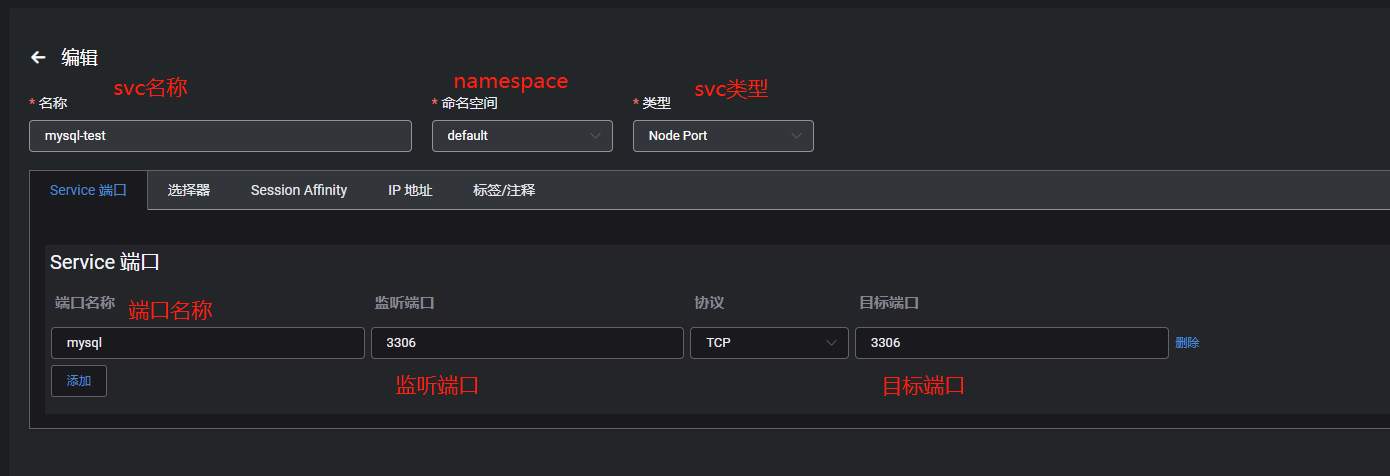 ← 编辑
svc名称 namespace svc类型
* 名称 * 命名空间 * 类型
mysql-test default Node Port
Service 端口 选择器 Session Affinity IP 地址 标签/注释
Service 端口
端口名称 端口名称 监听端口 协议 目标端口
mysql 3306 TCP 3306 删除
添加 监听端口 目标端口